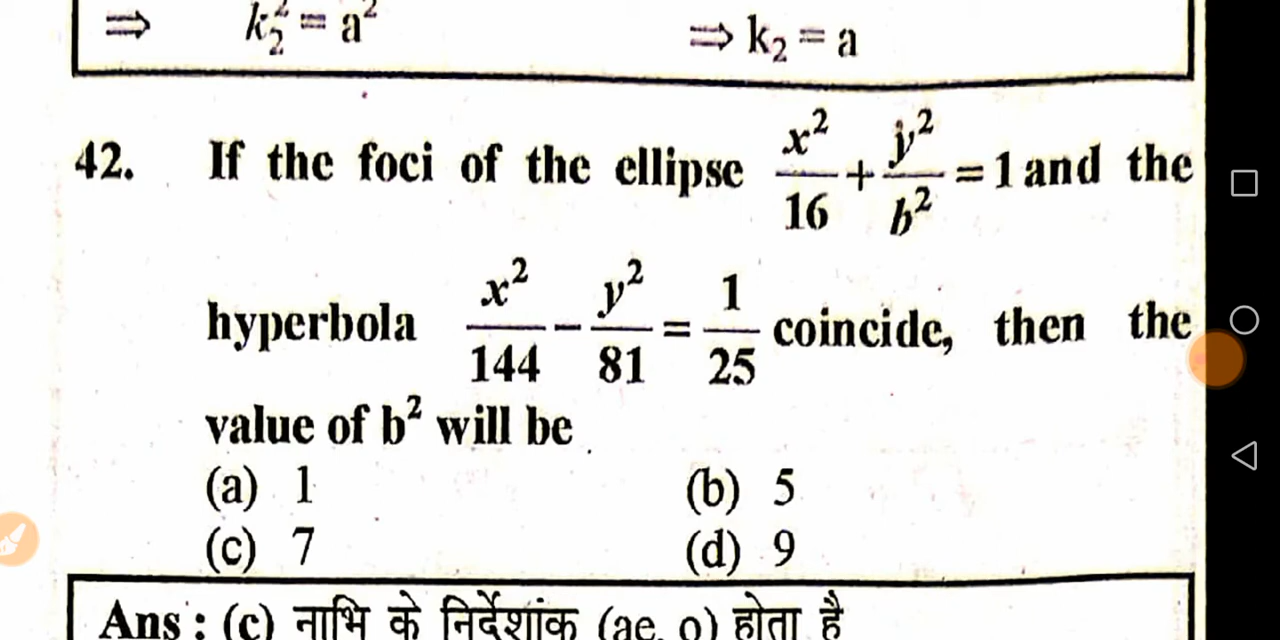 ⇒ k₂² = a² ⇒ k₂ = a
42. If the foci of the ellipse x²/16 + y²/b² = 1 and the
hyperbola x²/144 − y²/81 = 1/25 coincide, then the
value of b² will be
(a) 1 (b) 5
(c) 7 (d) 9
Ans : (c) नाभि के निर्देशांक (ae, o) होता है